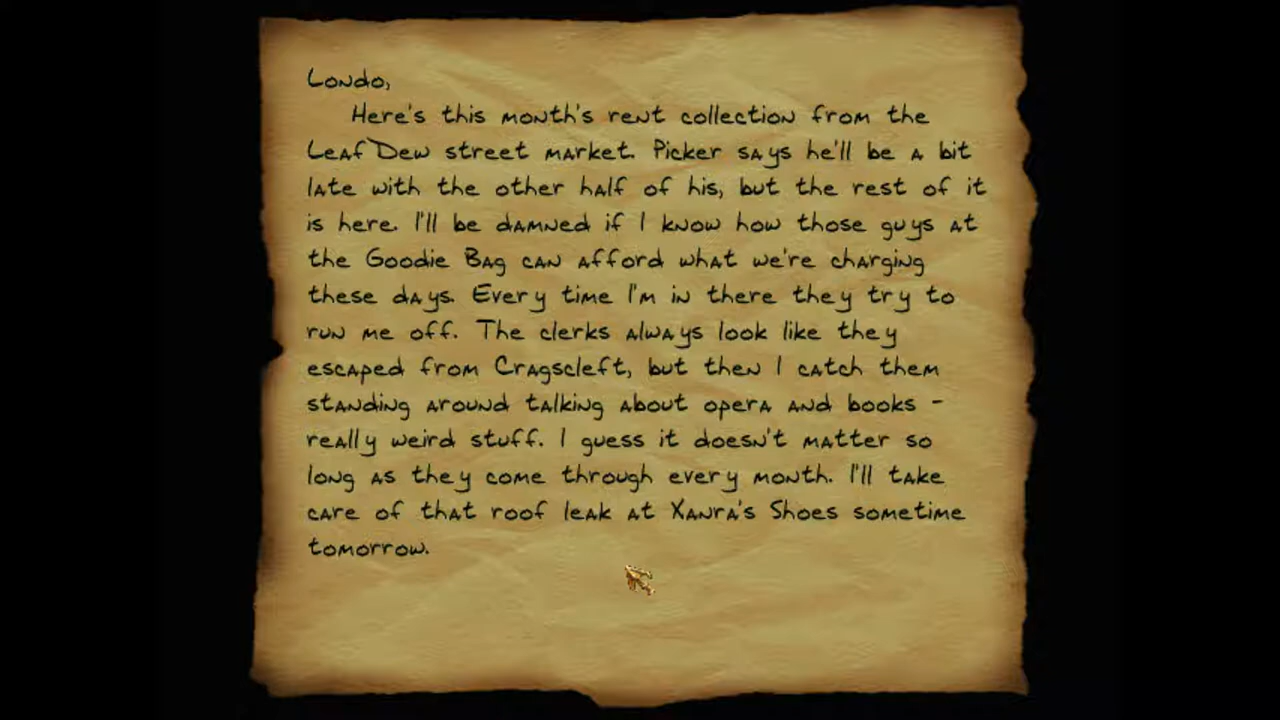 Londo,
Here's this month's rent collection from the
Leaf Dew street market. Picker says he'll be a bit
late with the other half of his, but the rest of it
is here. I'll be damned if I know how those guys at
the Goodie Bag can afford what we're charging
these days. Every time I'm in there they try to
run me off. The clerks always look like they
escaped from Cragscleft, but then I catch them
standing around talking about opera and books -
really weird stuff. I guess it doesn't matter so
long as they come through every month. I'll take
care of that roof leak at Xanra's Shoes sometime
tomorrow.